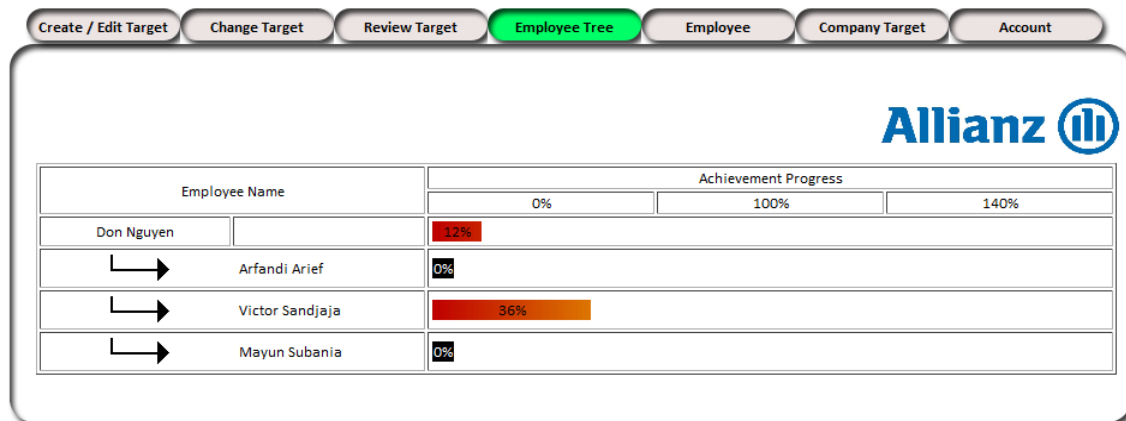 Create / Edit Target Change Target Review Target Employee Tree Employee Company Target Account
Allianz
Employee Name
Achievement Progress
0% 100% 140%
Don Nguyen 12%
Arfandi Arief 0%
Victor Sandjaja 36%
Mayun Subania 0%